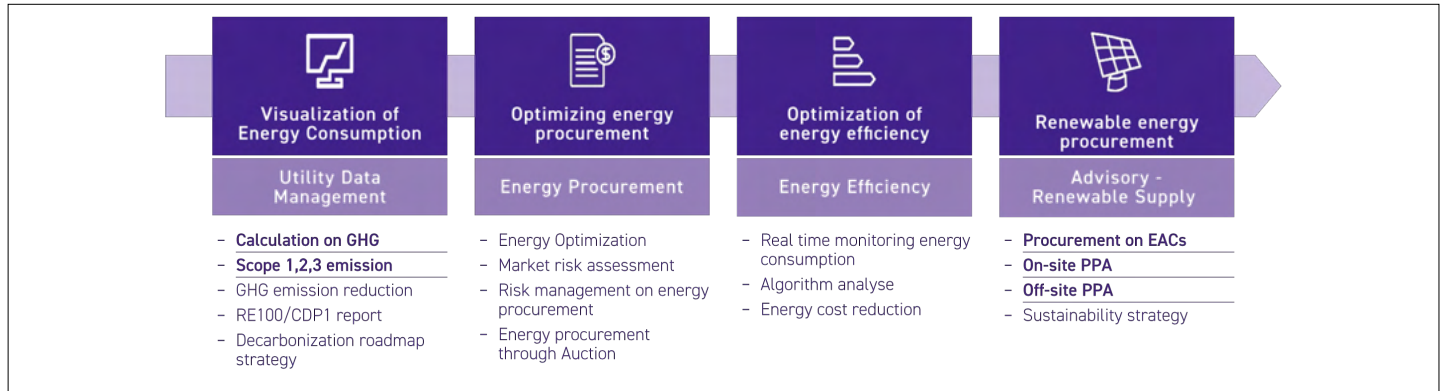 Visualization of
Energy Consumption
Utility Data
Management
– Calculation on GHG
– Scope 1,2,3 emission
– GHG emission reduction
– RE100/CDP1 report
– Decarbonization roadmap
strategy
$
Optimizing energy
procurement
Energy Procurement
– Energy Optimization
– Market risk assessment
– Risk management on energy
procurement
– Energy procurement
through Auction
Optimization of
energy efficiency
Energy Efficiency
– Real time monitoring energy
consumption
– Algorithm analyse
– Energy cost reduction
Renewable energy
procurement
Advisory -
Renewable Supply
– Procurement on EACs
– On-site PPA
– Off-site PPA
– Sustainability strategy